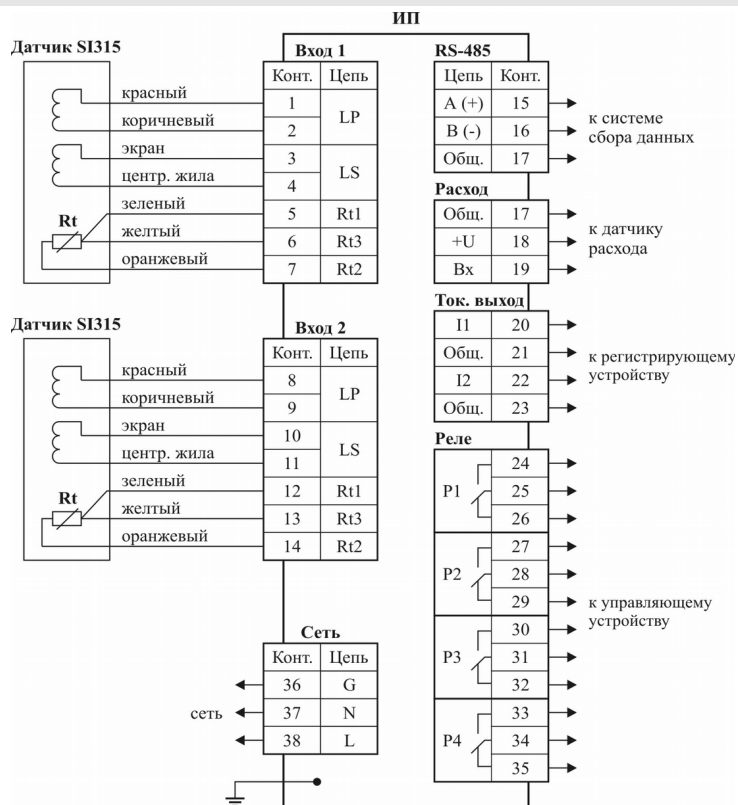 ИП
Датчик SI315
Вход 1
Конт. Цепь
красный 1 LP
коричневый 2
экран 3 LS
центр. жила 4
зеленый 5 Rt1
Rt
желтый 6 Rt3
оранжевый 7 Rt2
Датчик SI315
Вход 2
Конт. Цепь
красный 8 LP
коричневый 9
экран 10 LS
центр. жила 11
зеленый 12 Rt1
Rt
желтый 13 Rt3
оранжевый 14 Rt2
Сеть
Конт. Цепь
36 G
сеть 37 N
38 L
RS-485
Цепь Конт.
A (+) 15
B (-) 16
Общ. 17
к системе
сбора данных
Расход
Общ. 17
+U 18
Вх 19
к датчику
расхода
Ток. выход
I1 20
Общ. 21
I2 22
Общ. 23
к регистрирующему
устройству
Реле
24
P1 25
26
27
P2 28
29
30
P3 31
32
33
P4 34
35
к управляющему
устройству